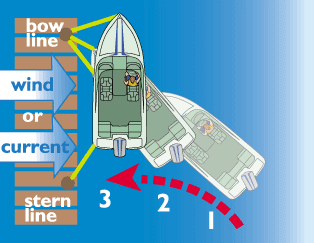 bow
line
wind
or
current
stern
line
3
2
1